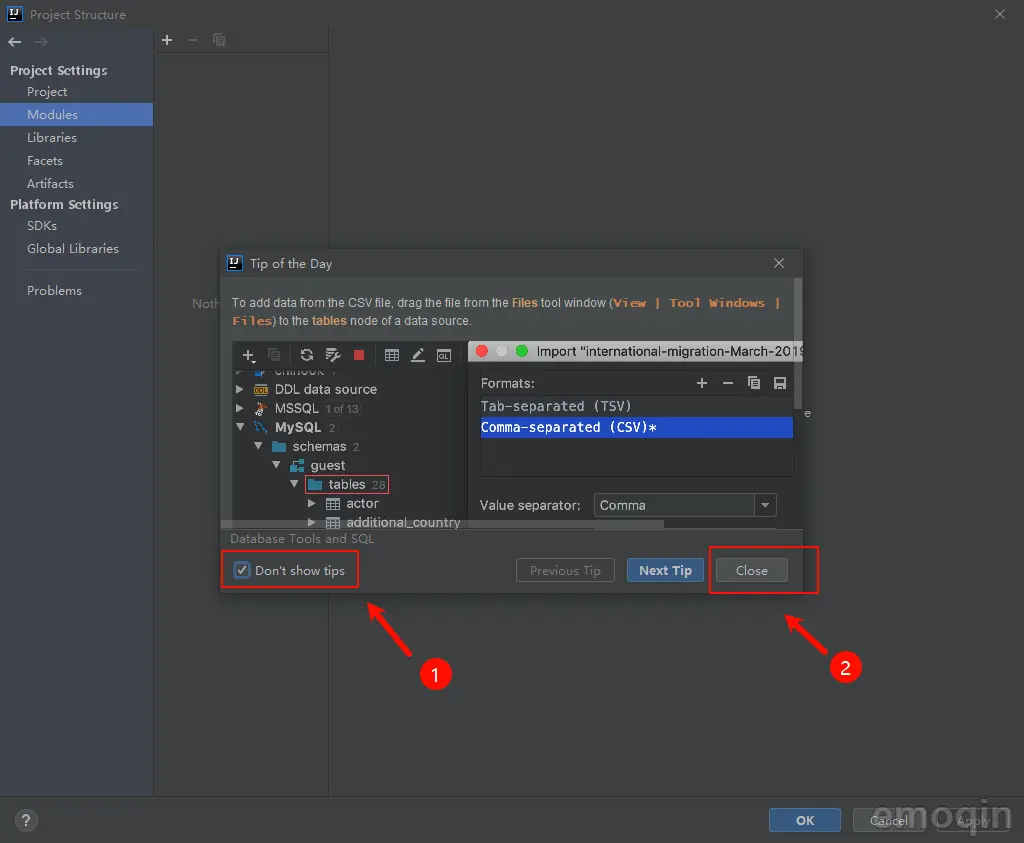 Project Structure
Project Settings
Project
Modules
Libraries
Facets
Artifacts
Platform Settings
SDKs
Global Libraries
Problems
Noth
e
Tip of the Day
To add data from the CSV file, drag the file from the Files tool window (View | Tool Windows |
Files) to the tables node of a data source.
QL
Import "international-migration-March-2019
chinook
DDL DDL data source
MSSQL 1 of 13
MySQL 2
schemas 2
guest
tables 28
actor
additional_country
Formats:
Tab-separated (TSV)
Comma-separated (CSV)*
Value separator: Comma
Database Tools and SQL
Don't show tips
Previous Tip
Next Tip
Close
1
2
?
OK
Cancel
Apply
emoqin